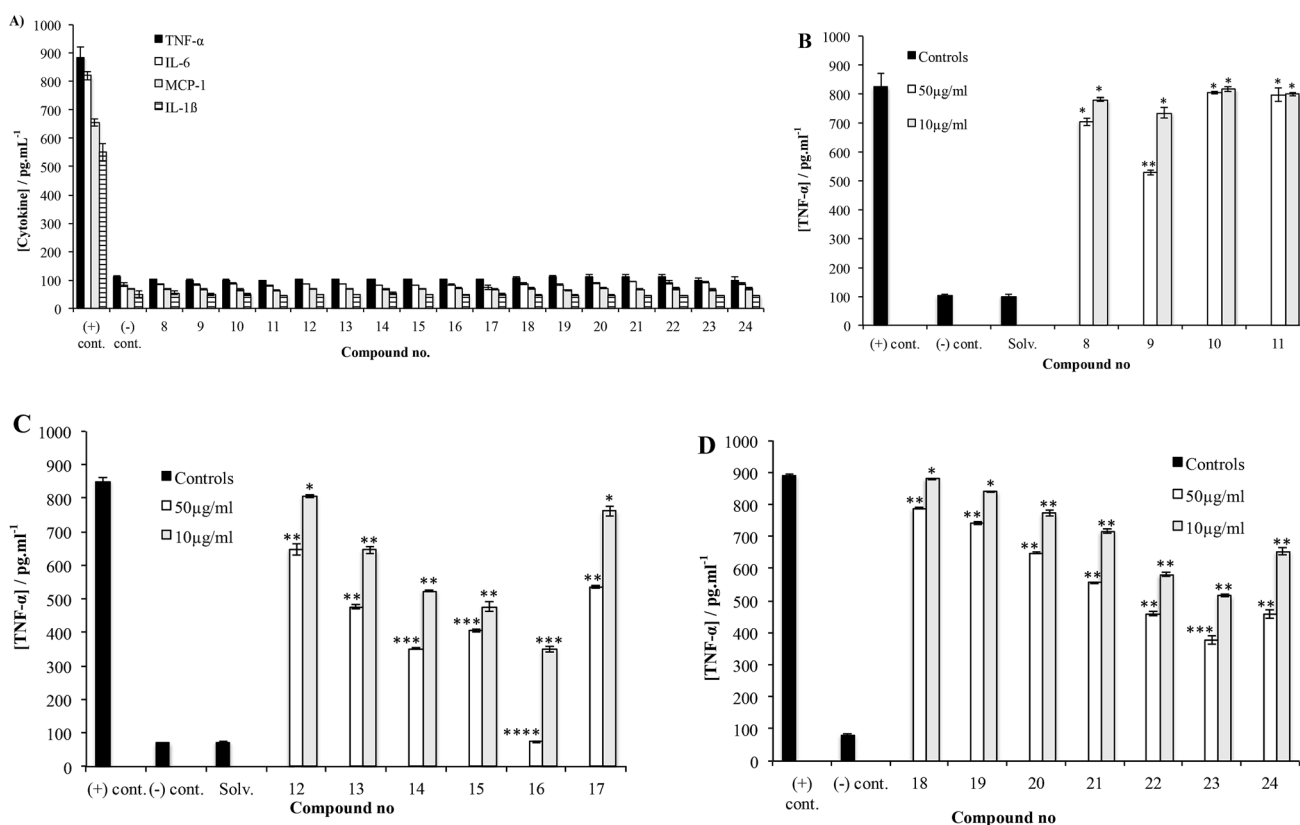 A)
[Cytokine] / pg.mL-1
1000
900
800
700
600
500
400
300
200
100
0
TNF-α
IL-6
MCP-1
IL-1ß
(+) cont.
(-) cont.
8 9 10 11 12 13 14 15 16 17 18 19 20 21 22 23 24
Compound no.
B
[TNF-α] / pg.ml-1
1000
900
800
700
600
500
400
300
200
100
0
Controls
50µg/ml
10µg/ml
* * ** * * * * *
(+) cont. (-) cont. Solv. 8 9 10 11
Compound no
C
[TNF-α] / pg.ml-1
1000
900
800
700
600
500
400
300
200
100
0
Controls
50µg/ml
10µg/ml
** * ** ** *** ** *** ** **** *** ** *
(+) cont. (-) cont. Solv. 12 13 14 15 16 17
Compound no
D
[TNF-α] / pg.ml-1
1000
900
800
700
600
500
400
300
200
100
0
Controls
50µg/ml
10µg/ml
** * ** * ** ** ** ** ** ** *** ** ** **
(+) cont.
(-) cont.
18 19 20 21 22 23 24
Compound no